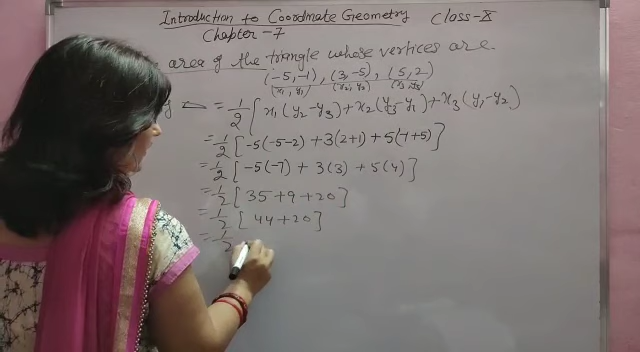 Introduction to Coordinate Geometry Class-X
Chapter-7
area of the triangle whose vertices are.
(-5,-1), (3,-5), (5,2)
(x₁, y₁) (x₂, y₂) (x₃, y₃)
= 1/2 [x₁(y₂-y₃)+x₂(y₃-y₁)+x₃(y₁-y₂)
= 1/2 [-5(-5-2) + 3(2+1) + 5(-1+5)]
= 1/2 [-5(-7) + 3(3) + 5(4)]
= 1/2 [35+9+20]
= 1/2 [44+20]
= 1/2